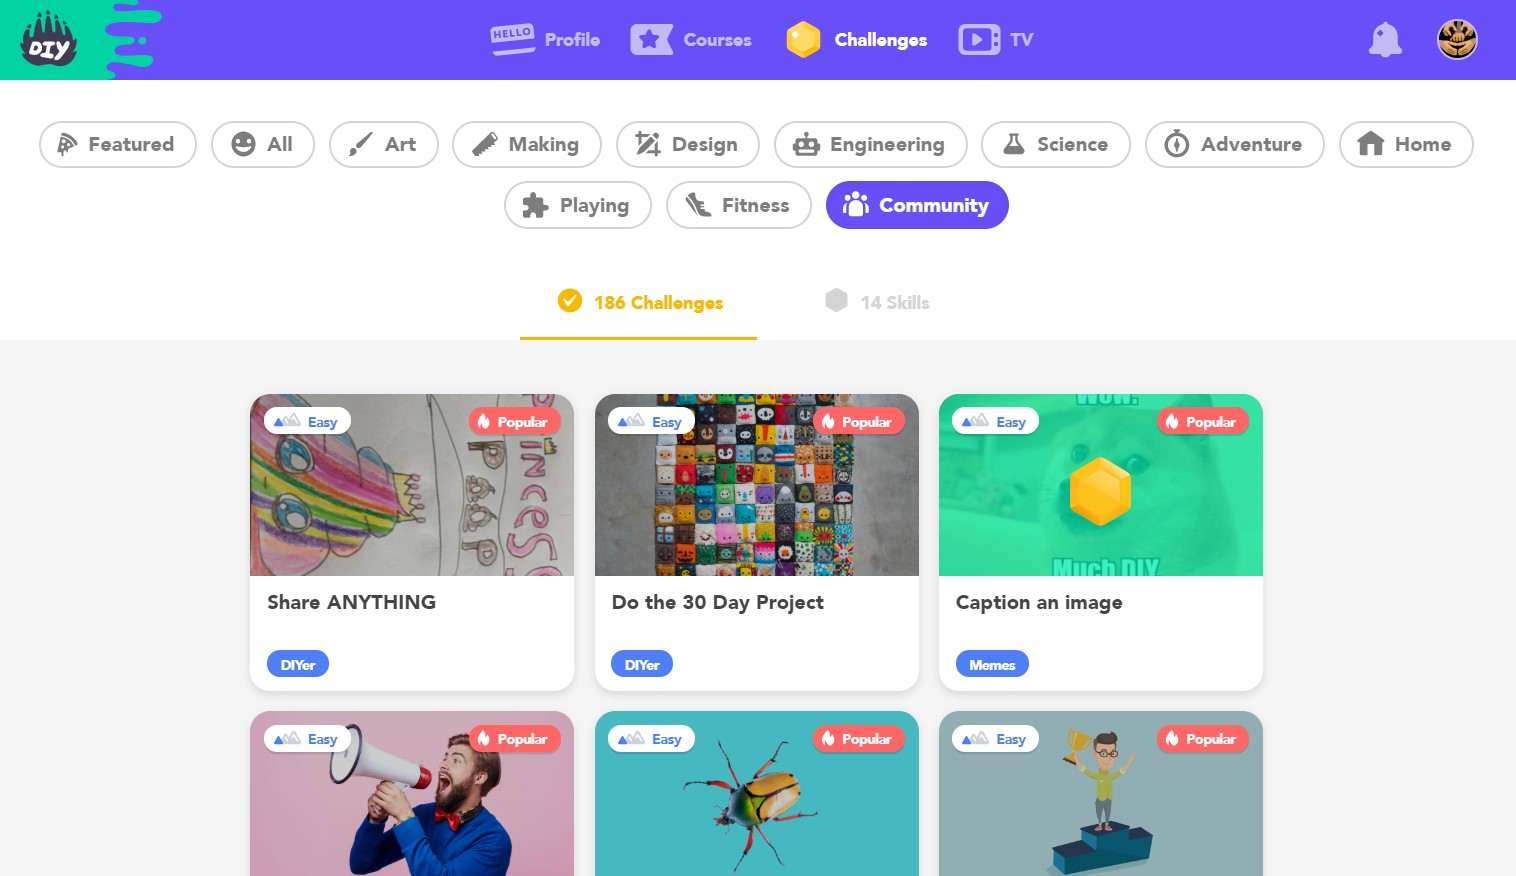 DIY
HELLO Profile
Courses
Challenges
TV
Featured
All
Art
Making
Design
Engineering
Science
Adventure
Home
Playing
Fitness
Community
186 Challenges
14 Skills
Easy
Popular
PRINCESS
POOP
Share ANYTHING
DIYer
Easy
Popular
Do the 30 Day Project
DIYer
Easy
Popular
Wow!
Much DIY
Caption an image
Memes
Easy
Popular
Easy
Popular
Easy
Popular